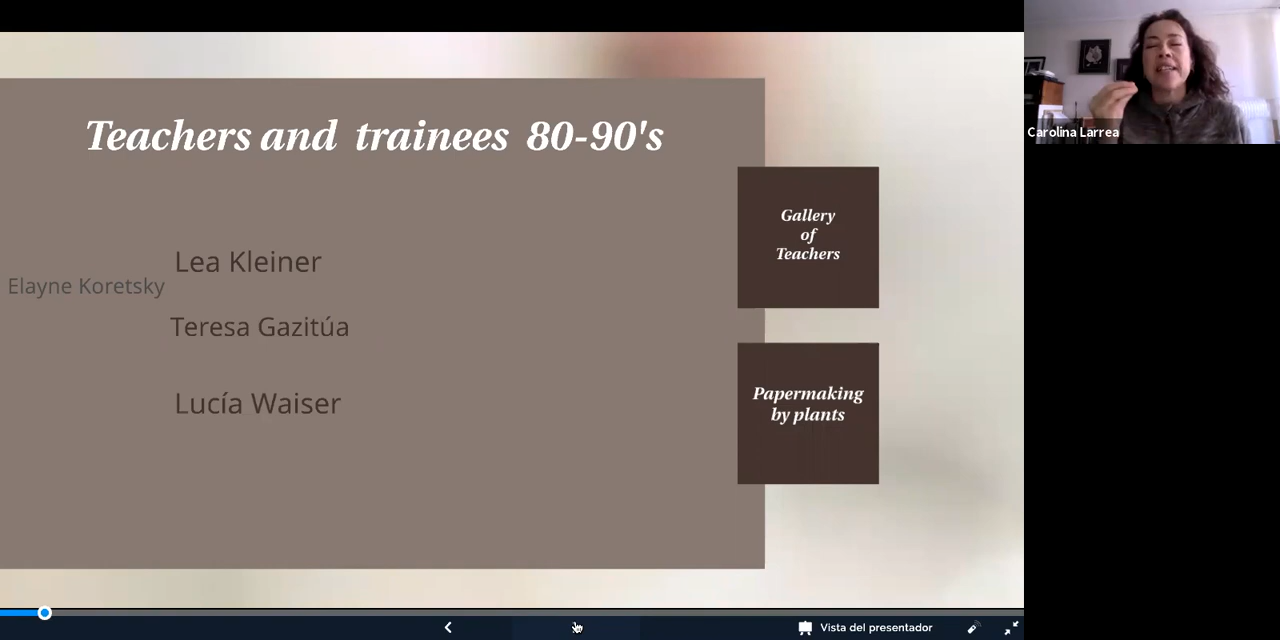 Teachers and trainees 80-90's
Lea Kleiner
Elayne Koretsky
Teresa Gazitúa
Lucía Waiser
Gallery
of
Teachers
Papermaking
by plants
Carolina Larrea
Vista del presentador